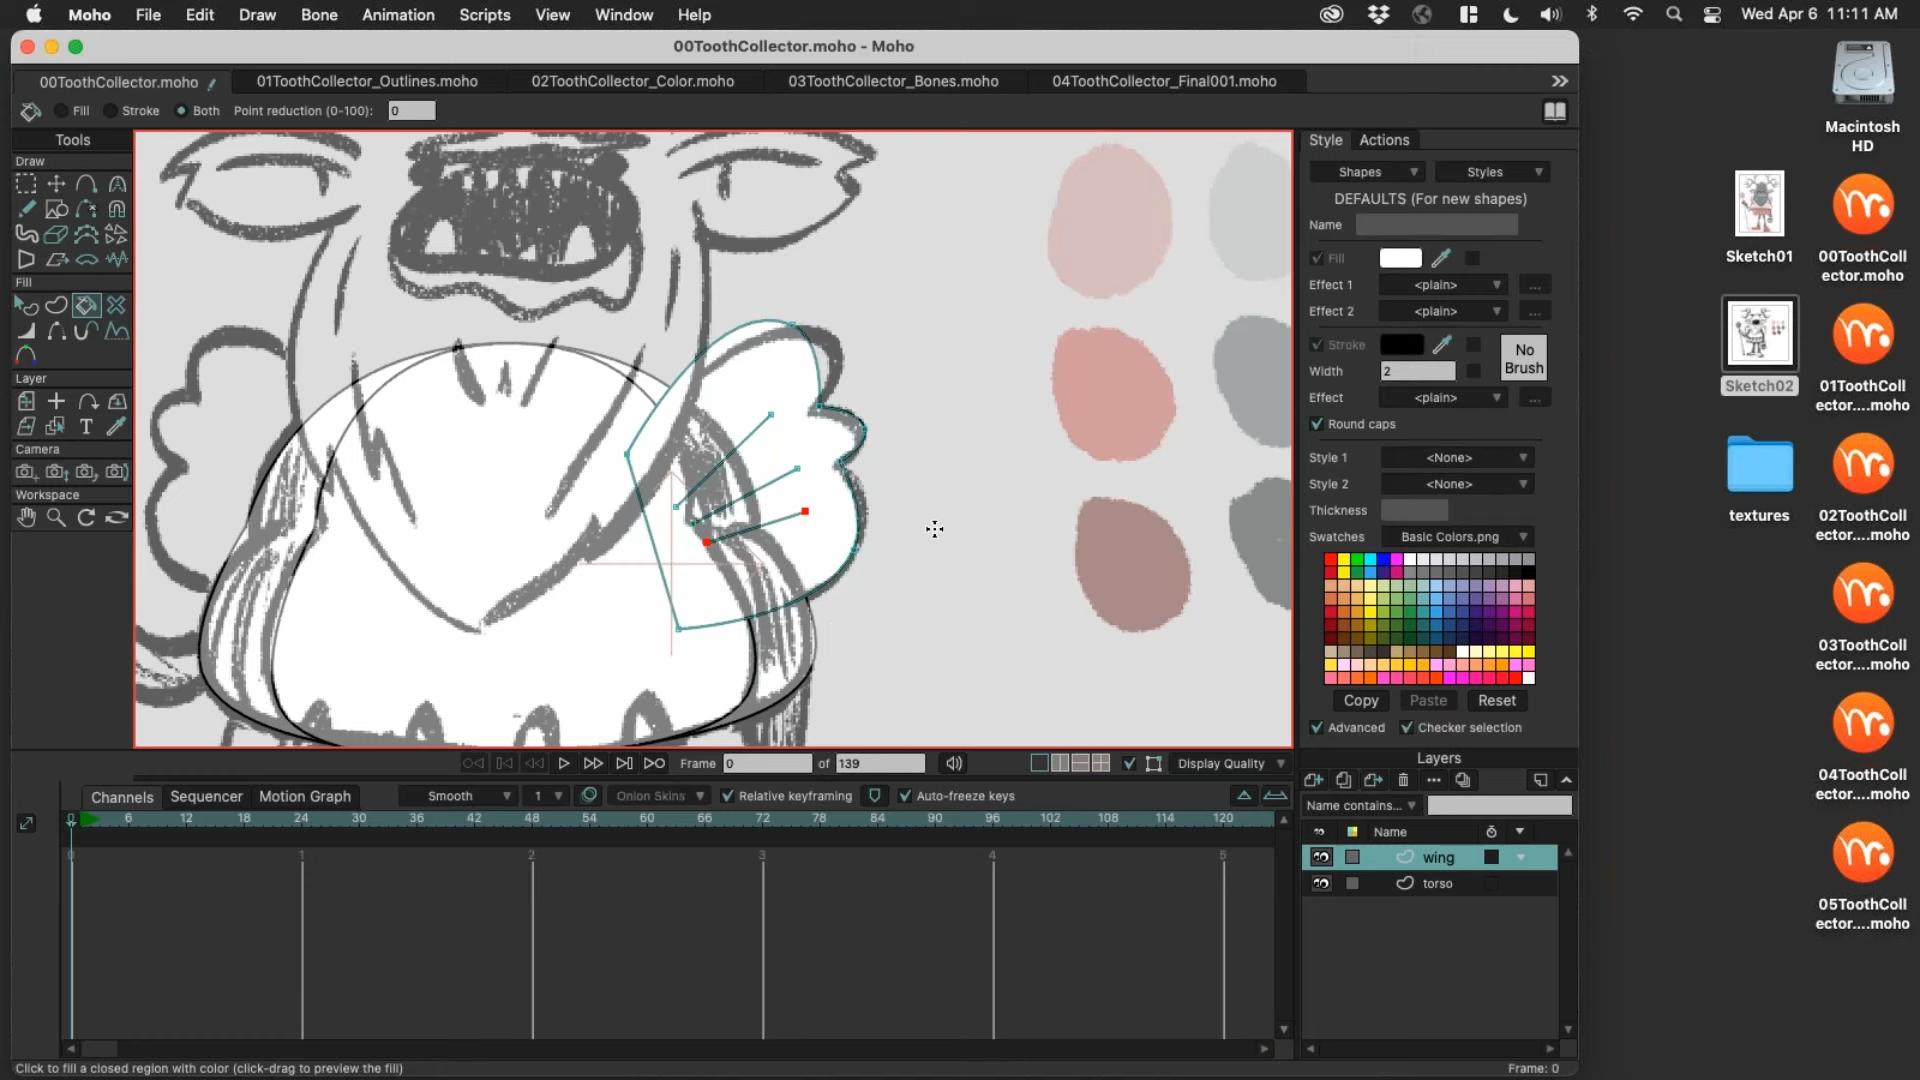 Moho File Edit Draw Bone Animation Scripts View Window Help Wed Apr 6 11:11 AM
00ToothCollector.moho - Moho
00ToothCollector.moho 01ToothCollector_Outlines.moho 02ToothCollector_Color.moho 03ToothCollector_Bones.moho 04ToothCollector_Final001.moho
Fill Stroke Both Point reduction (0-100): 0
Tools
Draw
Fill
Layer
Camera
Workspace
Style Actions
Shapes Styles
DEFAULTS (For new shapes)
Name
Fill
Effect 1 <plain> ...
Effect 2 <plain> ...
Stroke
No Brush
Width 2
Effect <plain> ...
Round caps
Style 1 <None>
Style 2 <None>
Thickness
Swatches Basic Colors.png
Copy Paste Reset
Advanced Checker selection
Frame 0 of 139 Display Quality
Channels Sequencer Motion Graph Smooth 1 Onion Skins Relative keyframing Auto-freeze keys
6 12 18 24 30 36 42 48 54 60 66 72 78 84 90 96 102 108 114 120
0 1 2 3 4 5
Layers
Name contains...
Name
wing
torso
Click to fill a closed region with color (click-drag to preview the fill)
Frame: 0
Macintosh
HD
Sketch01
Sketch02
textures
00ToothColl
ector.moho
01ToothColl
ector....moho
02ToothColl
ector....moho
03ToothColl
ector....moho
04ToothColl
ector....moho
05ToothColl
ector....moho